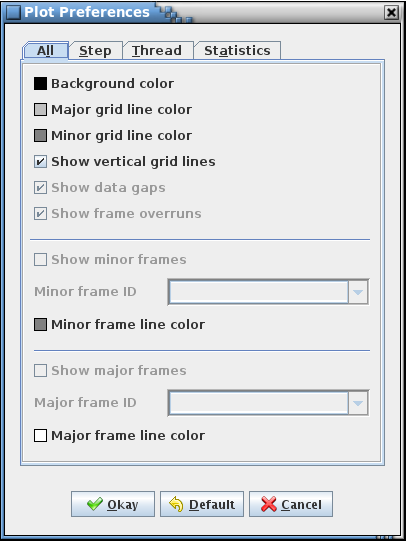 Plot Preferences
All Step Thread Statistics
Background color
Major grid line color
Minor grid line color
Show vertical grid lines
Show data gaps
Show frame overruns
Show minor frames
Minor frame ID
Minor frame line color
Show major frames
Major frame ID
Major frame line color
Okay Default Cancel